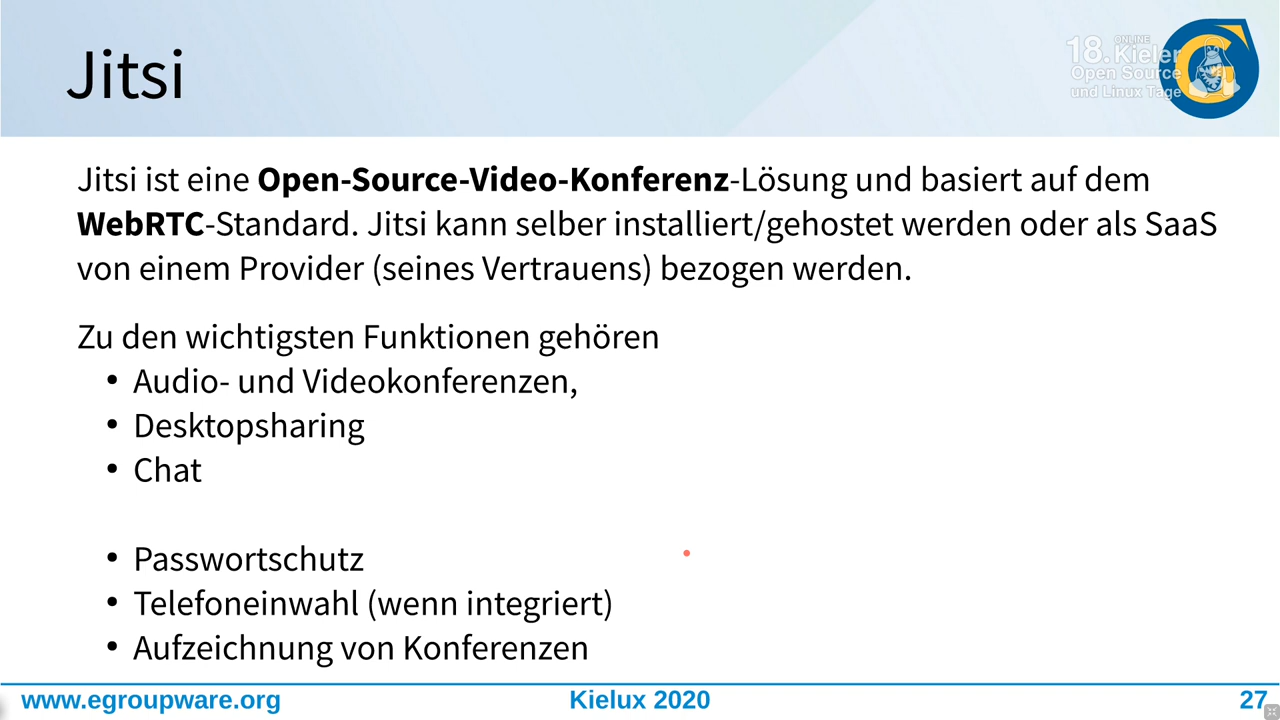 Jitsi
ONLINE
18. Kieler
Open Source
und Linux Tage
G
Jitsi ist eine Open-Source-Video-Konferenz-Lösung und basiert auf dem
WebRTC-Standard. Jitsi kann selber installiert/gehostet werden oder als SaaS
von einem Provider (seines Vertrauens) bezogen werden.
Zu den wichtigsten Funktionen gehören
• Audio- und Videokonferenzen,
• Desktopsharing
• Chat
• Passwortschutz
• Telefoneinwahl (wenn integriert)
• Aufzeichnung von Konferenzen
www.egroupware.org
Kielux 2020
27